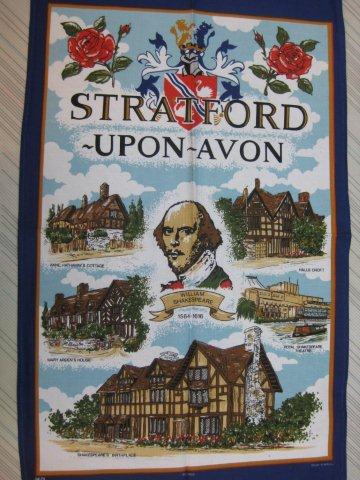 STRATFORD
~UPON~AVON
ANNE HATHAWAY'S COTTAGE
HALLS CROFT
WILLIAM
SHAKESPEARE
1564-1616
MARY ARDEN'S HOUSE
ROYAL SHAKESPEARE
THEATRE
SHAKESPEARE'S BIRTHPLACE